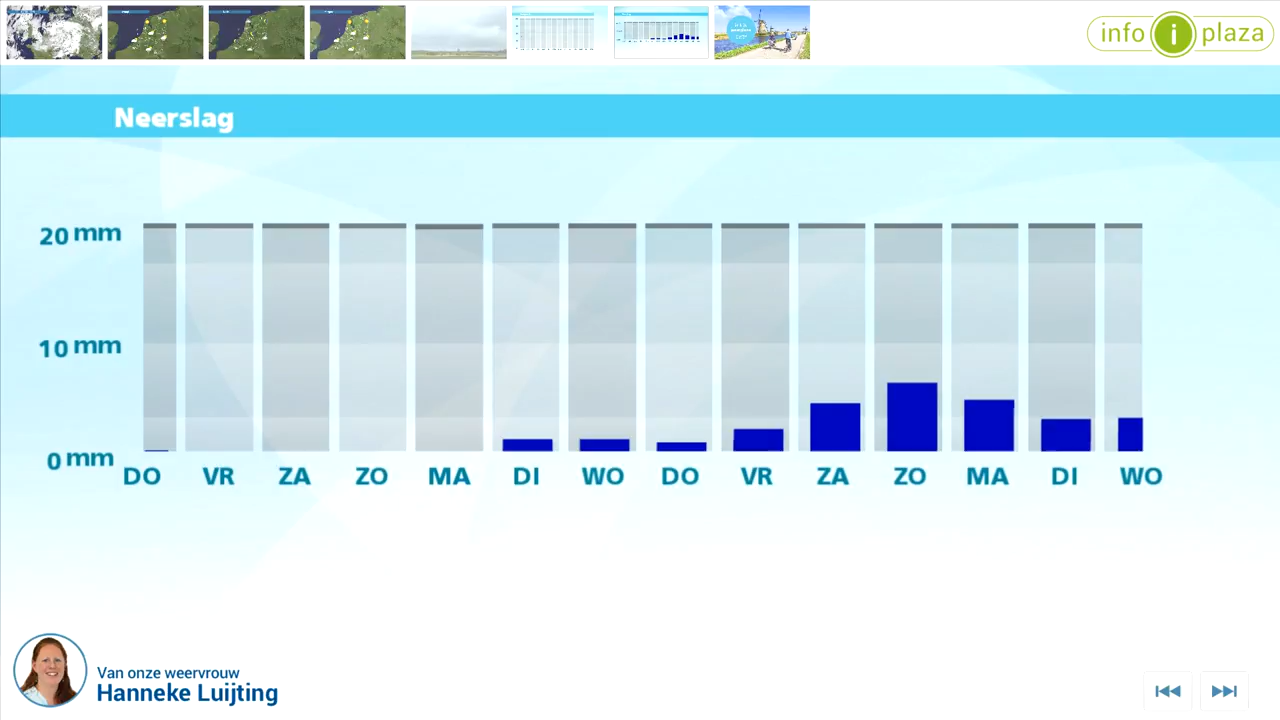 info i plaza
Neerslag
20 mm
10 mm
0 mm
DO VR ZA ZO MA DI WO DO VR ZA ZO MA DI WO
Van onze weervrouw
Hanneke Luijting